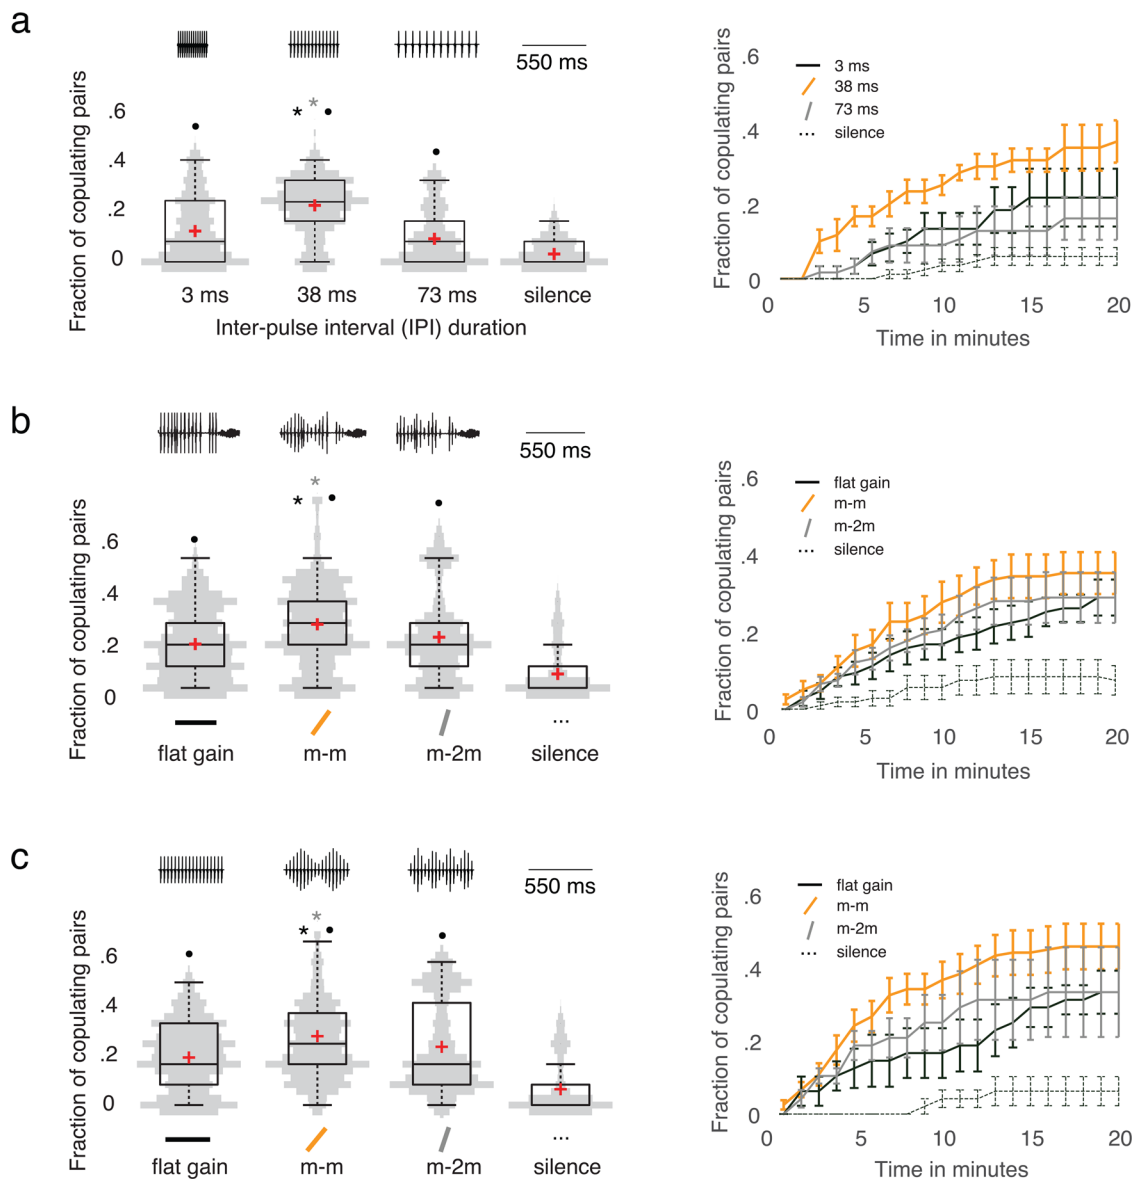 a
550 ms
* * •
•
•
Fraction of copulating pairs
.6
.4
.2
0
3 ms
38 ms
73 ms
silence
Inter-pulse interval (IPI) duration
Fraction of copulating pairs
.6
.4
.2
0
3 ms
38 ms
73 ms
silence
0
5
10
15
20
Time in minutes
b
550 ms
*
* •
•
•
Fraction of copulating pairs
.6
.4
.2
0
flat gain
m-m
m-2m
...
silence
Fraction of copulating pairs
.6
.4
.2
0
flat gain
m-m
m-2m
... silence
0
5
10
15
20
Time in minutes
c
550 ms
*
* •
•
•
Fraction of copulating pairs
.6
.4
.2
0
flat gain
m-m
m-2m
...
silence
Fraction of copulating pairs
.6
.4
.2
0
flat gain
m-m
m-2m
... silence
0
5
10
15
20
Time in minutes